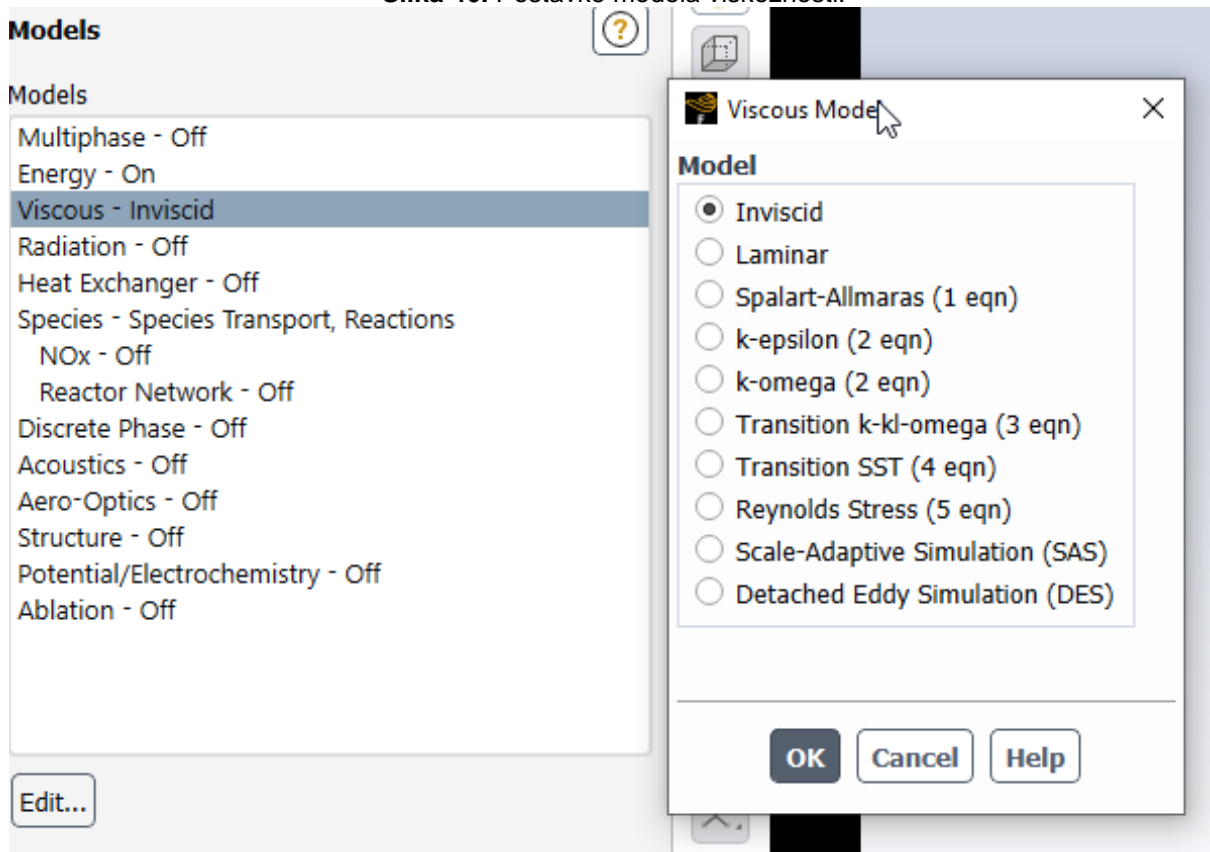 Models
Models
Multiphase - Off
Energy - On
Viscous - Inviscid
Radiation - Off
Heat Exchanger - Off
Species - Species Transport, Reactions
NOx - Off
Reactor Network - Off
Discrete Phase - Off
Acoustics - Off
Aero-Optics - Off
Structure - Off
Potential/Electrochemistry - Off
Ablation - Off
Edit...
Viscous Model
Model
Inviscid
Laminar
Spalart-Allmaras (1 eqn)
k-epsilon (2 eqn)
k-omega (2 eqn)
Transition k-kl-omega (3 eqn)
Transition SST (4 eqn)
Reynolds Stress (5 eqn)
Scale-Adaptive Simulation (SAS)
Detached Eddy Simulation (DES)
OK Cancel Help